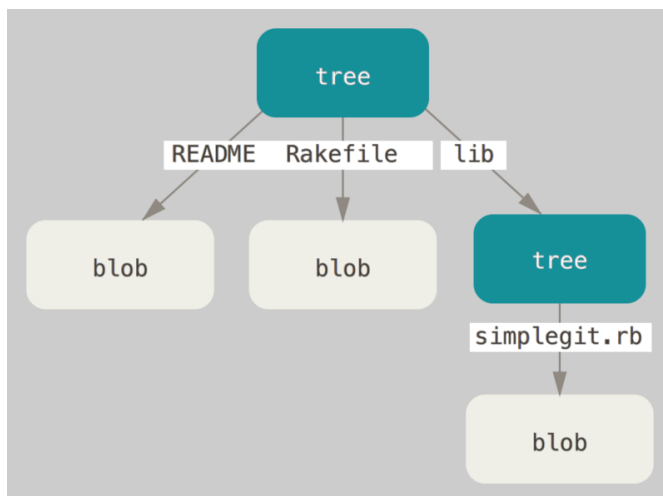 tree
README Rakefile lib
blob blob tree
simplegit.rb
blob